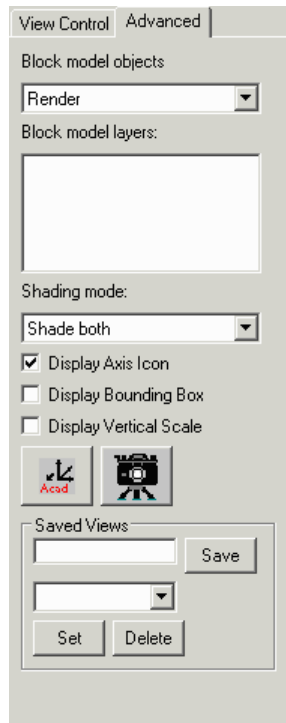 View Control Advanced
Block model objects
Render
Block model layers:
Shading mode:
Shade both
Display Axis Icon
Display Bounding Box
Display Vertical Scale
Acad
Saved Views
Save
Set Delete